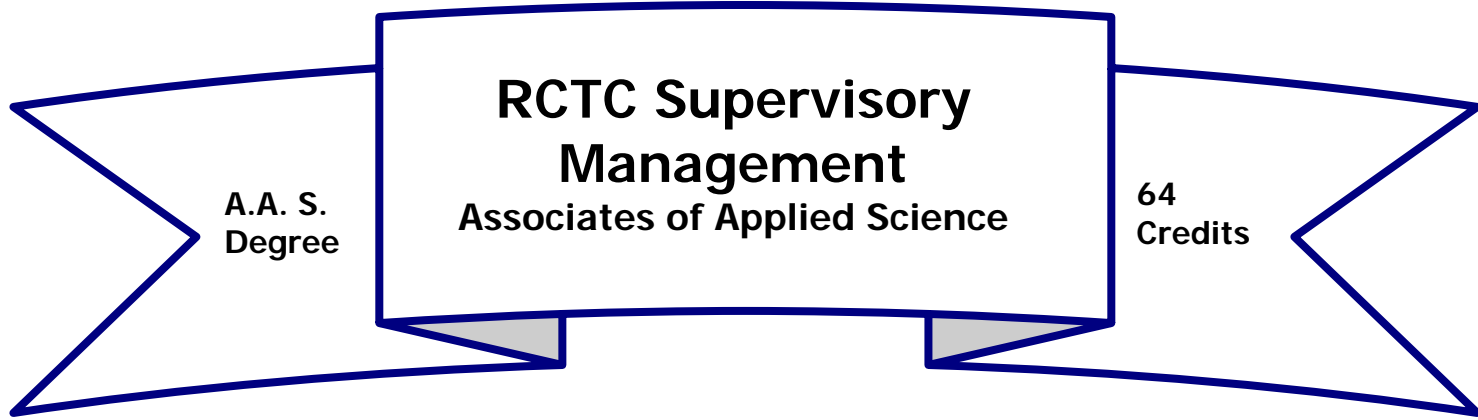 RCTC Supervisory
Management
Associates of Applied Science
A.A. S.
Degree
64
Credits